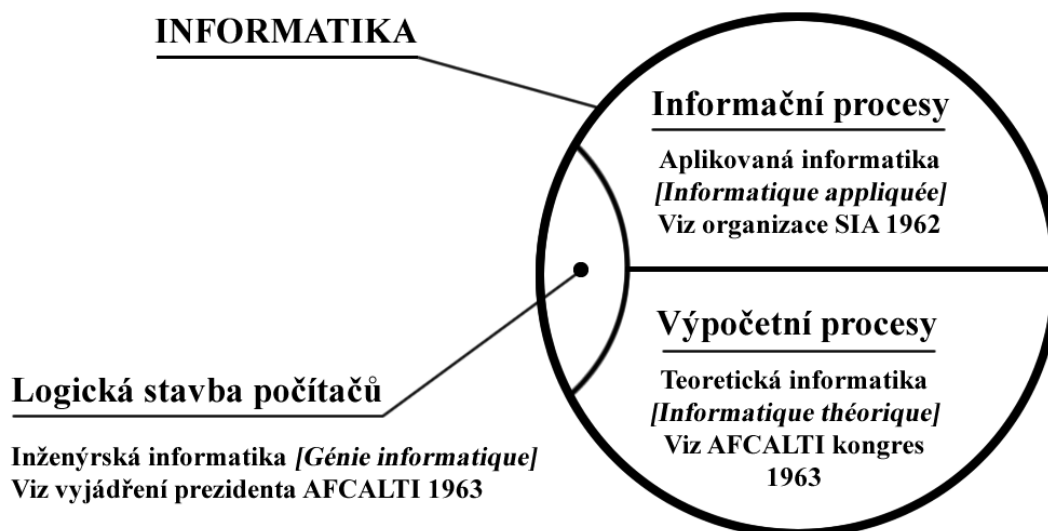 INFORMATIKA
Informační procesy
Aplikovaná informatika
[Informatique appliquée]
Viz organizace SIA 1962
Výpočetní procesy
Teoretická informatika
[Informatique théorique]
Viz AFCALTI kongres
1963
Logická stavba počítačů
Inženýrská informatika [Génie informatique]
Viz vyjádření prezidenta AFCALTI 1963